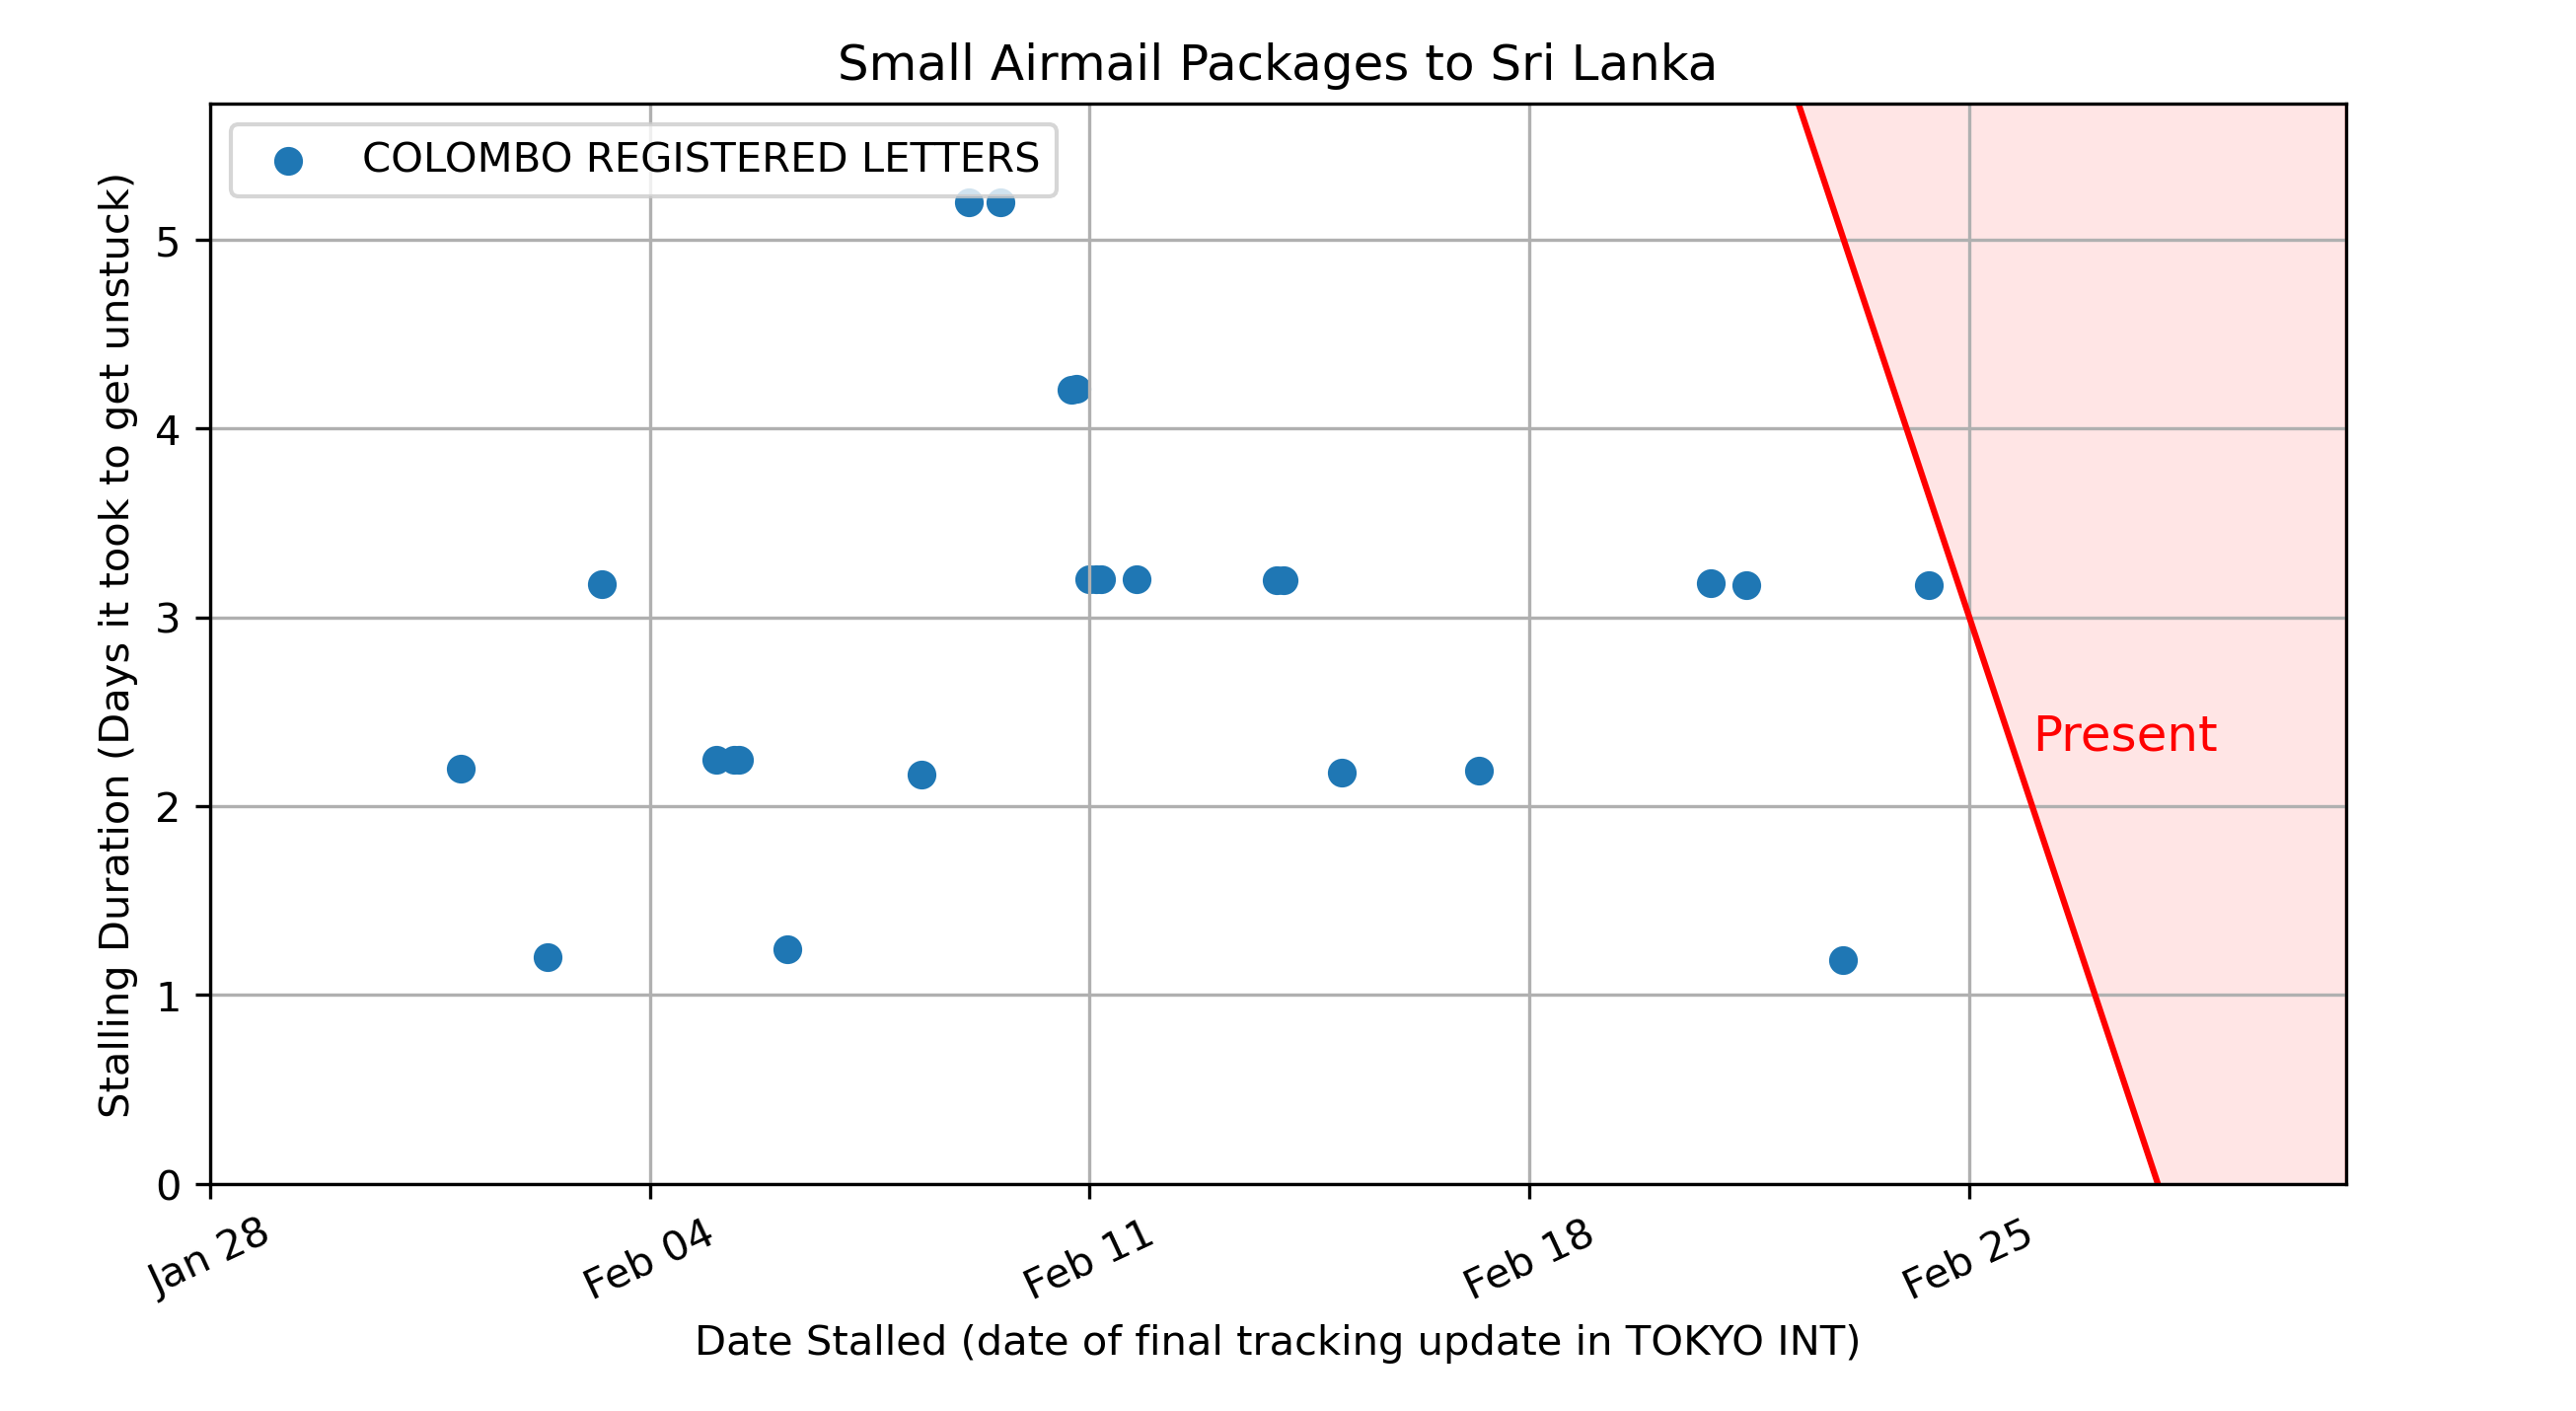 Small Airmail Packages to Sri Lanka
COLOMBO REGISTERED LETTERS
Stalling Duration (Days it took to get unstuck)
5
4
3
2
1
0
Present
Jan 28
Feb 04
Feb 11
Feb 18
Feb 25
Date Stalled (date of final tracking update in TOKYO INT)